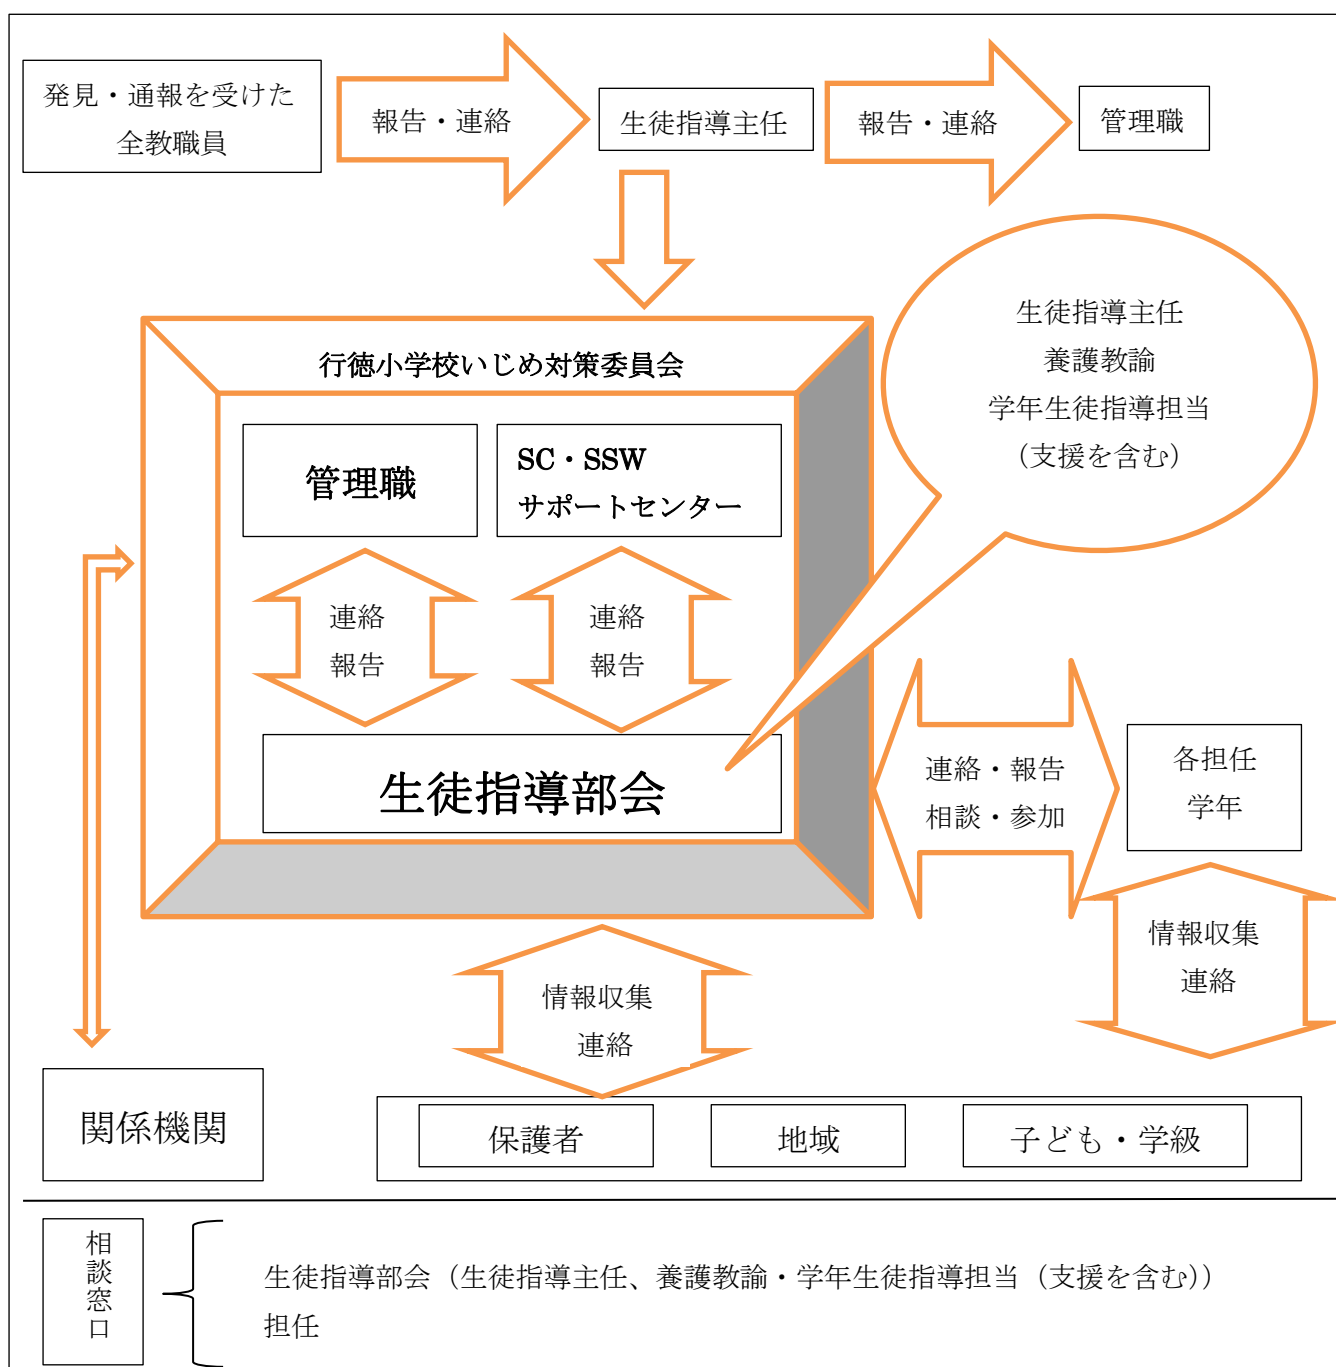 発見・通報を受けた
全教職員
報告・連絡
生徒指導主任
報告・連絡
管理職
生徒指導主任
養護教諭
学年生徒指導担当
（支援を含む）
行徳小学校いじめ対策委員会
管理職
SC・SSW
サポートセンター
連絡
報告
連絡
報告
生徒指導部会
連絡・報告
相談・参加
各担任
学年
情報収集
連絡
情報収集
連絡
関係機関
保護者
地域
子ども・学級
相談窓口
生徒指導部会（生徒指導主任、養護教諭・学年生徒指導担当（支援を含む））
担任